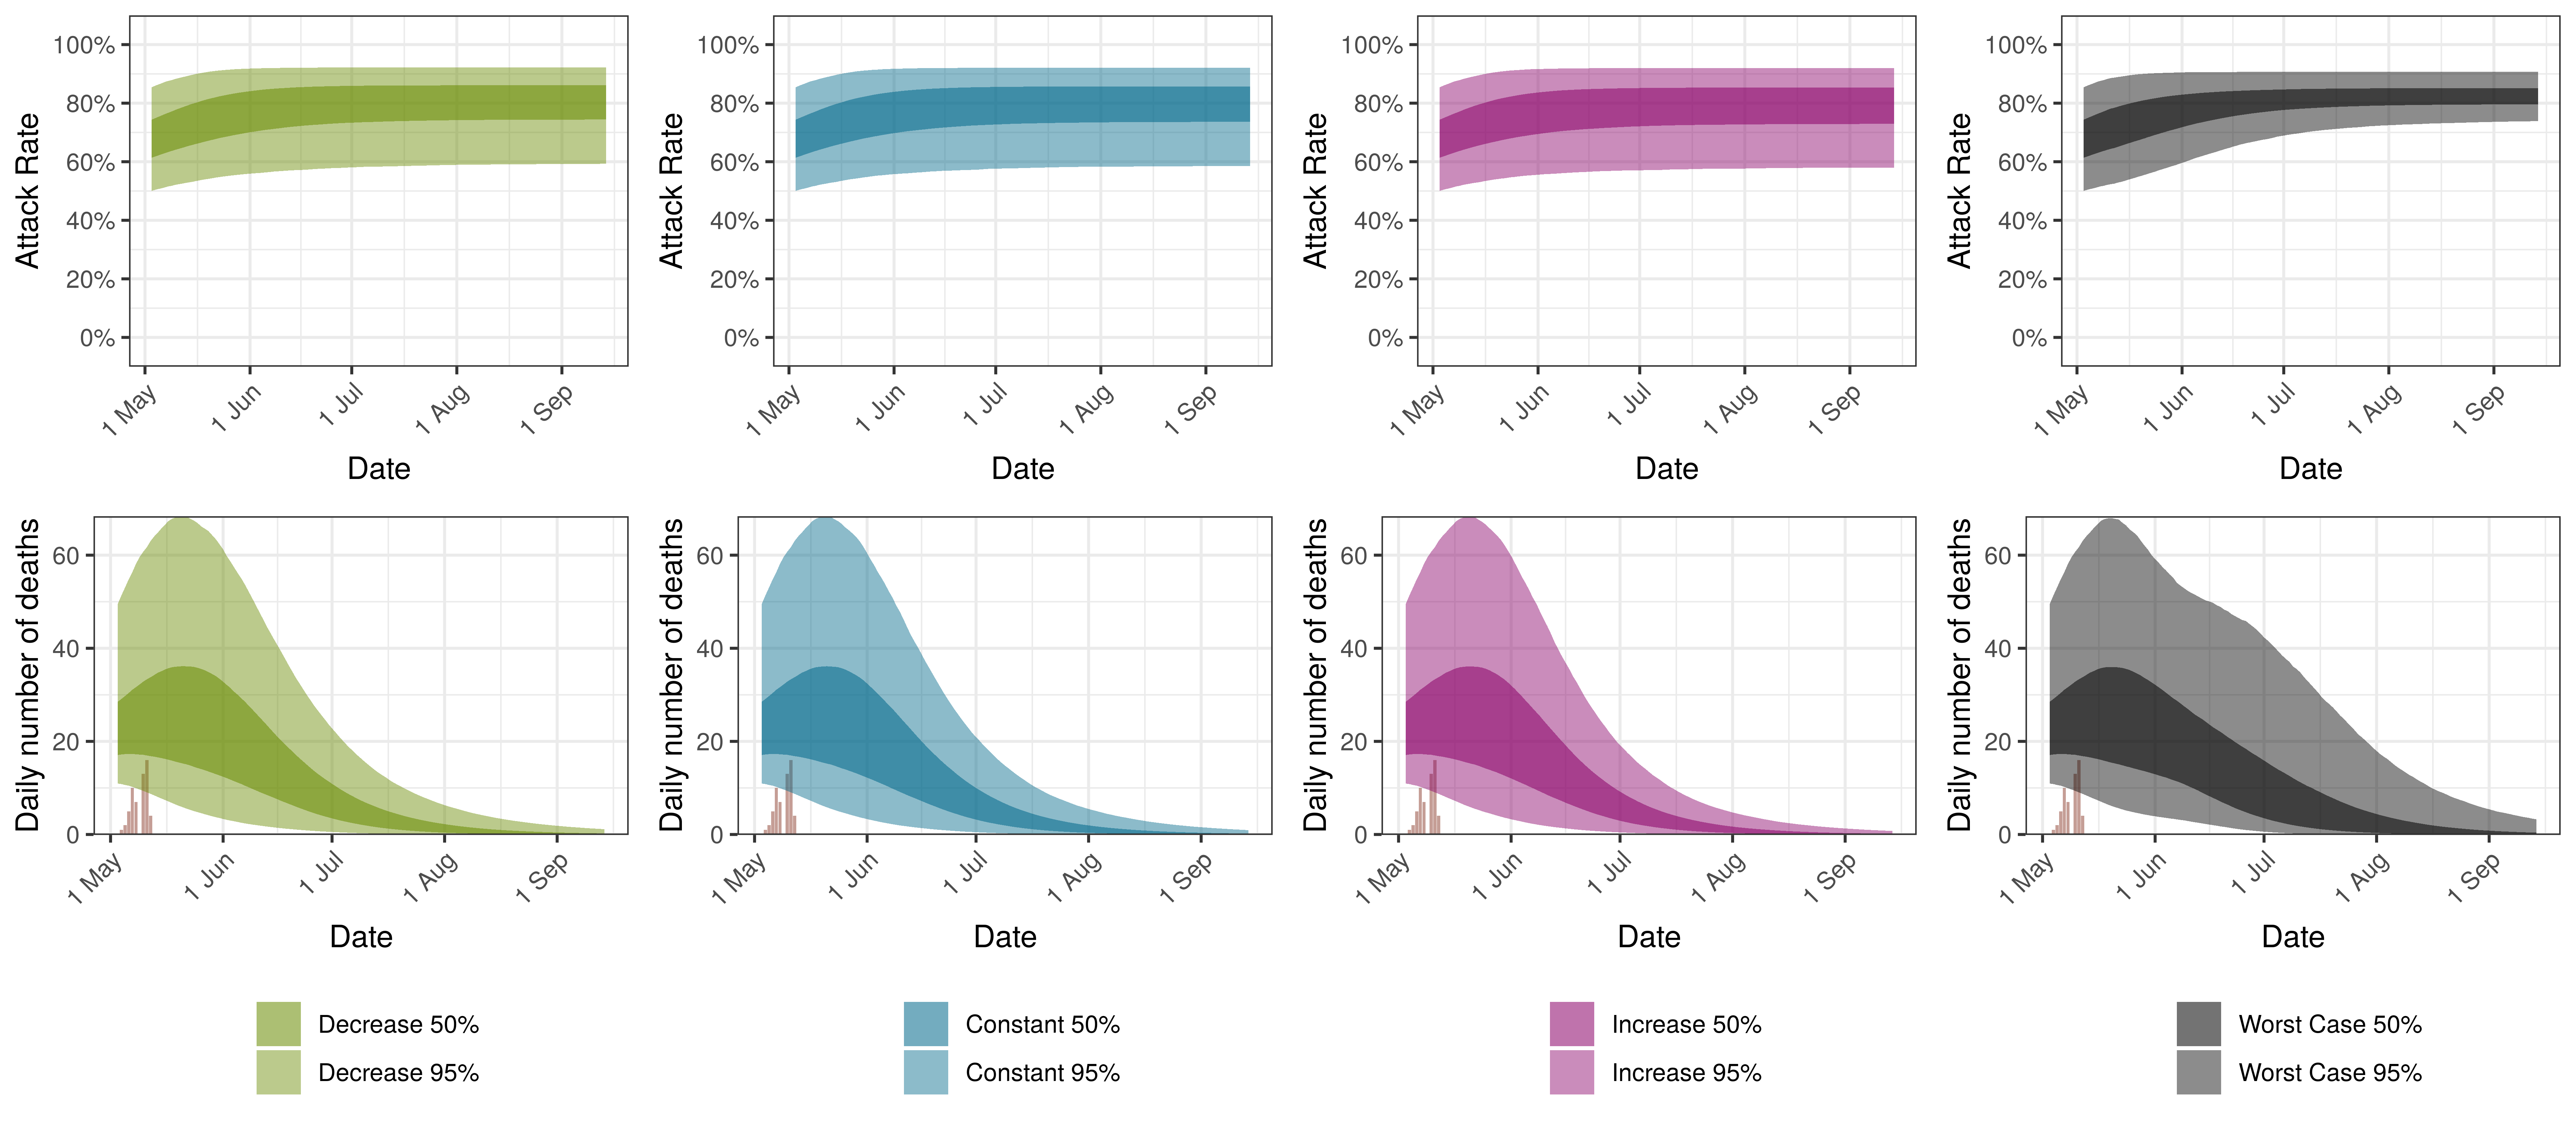 Attack Rate
100%
80%
60%
40%
20%
0%
1 May
1 Jun
1 Jul
1 Aug
1 Sep
Date
Attack Rate
100%
80%
60%
40%
20%
0%
1 May
1 Jun
1 Jul
1 Aug
1 Sep
Date
Attack Rate
100%
80%
60%
40%
20%
0%
1 May
1 Jun
1 Jul
1 Aug
1 Sep
Date
Attack Rate
100%
80%
60%
40%
20%
0%
1 May
1 Jun
1 Jul
1 Aug
1 Sep
Date
Daily number of deaths
60
40
20
0
1 May
1 Jun
1 Jul
1 Aug
1 Sep
Date
Daily number of deaths
60
40
20
0
1 May
1 Jun
1 Jul
1 Aug
1 Sep
Date
Daily number of deaths
60
40
20
0
1 May
1 Jun
1 Jul
1 Aug
1 Sep
Date
Daily number of deaths
60
40
20
0
1 May
1 Jun
1 Jul
1 Aug
1 Sep
Date
Decrease 50%
Decrease 95%
Constant 50%
Constant 95%
Increase 50%
Increase 95%
Worst Case 50%
Worst Case 95%